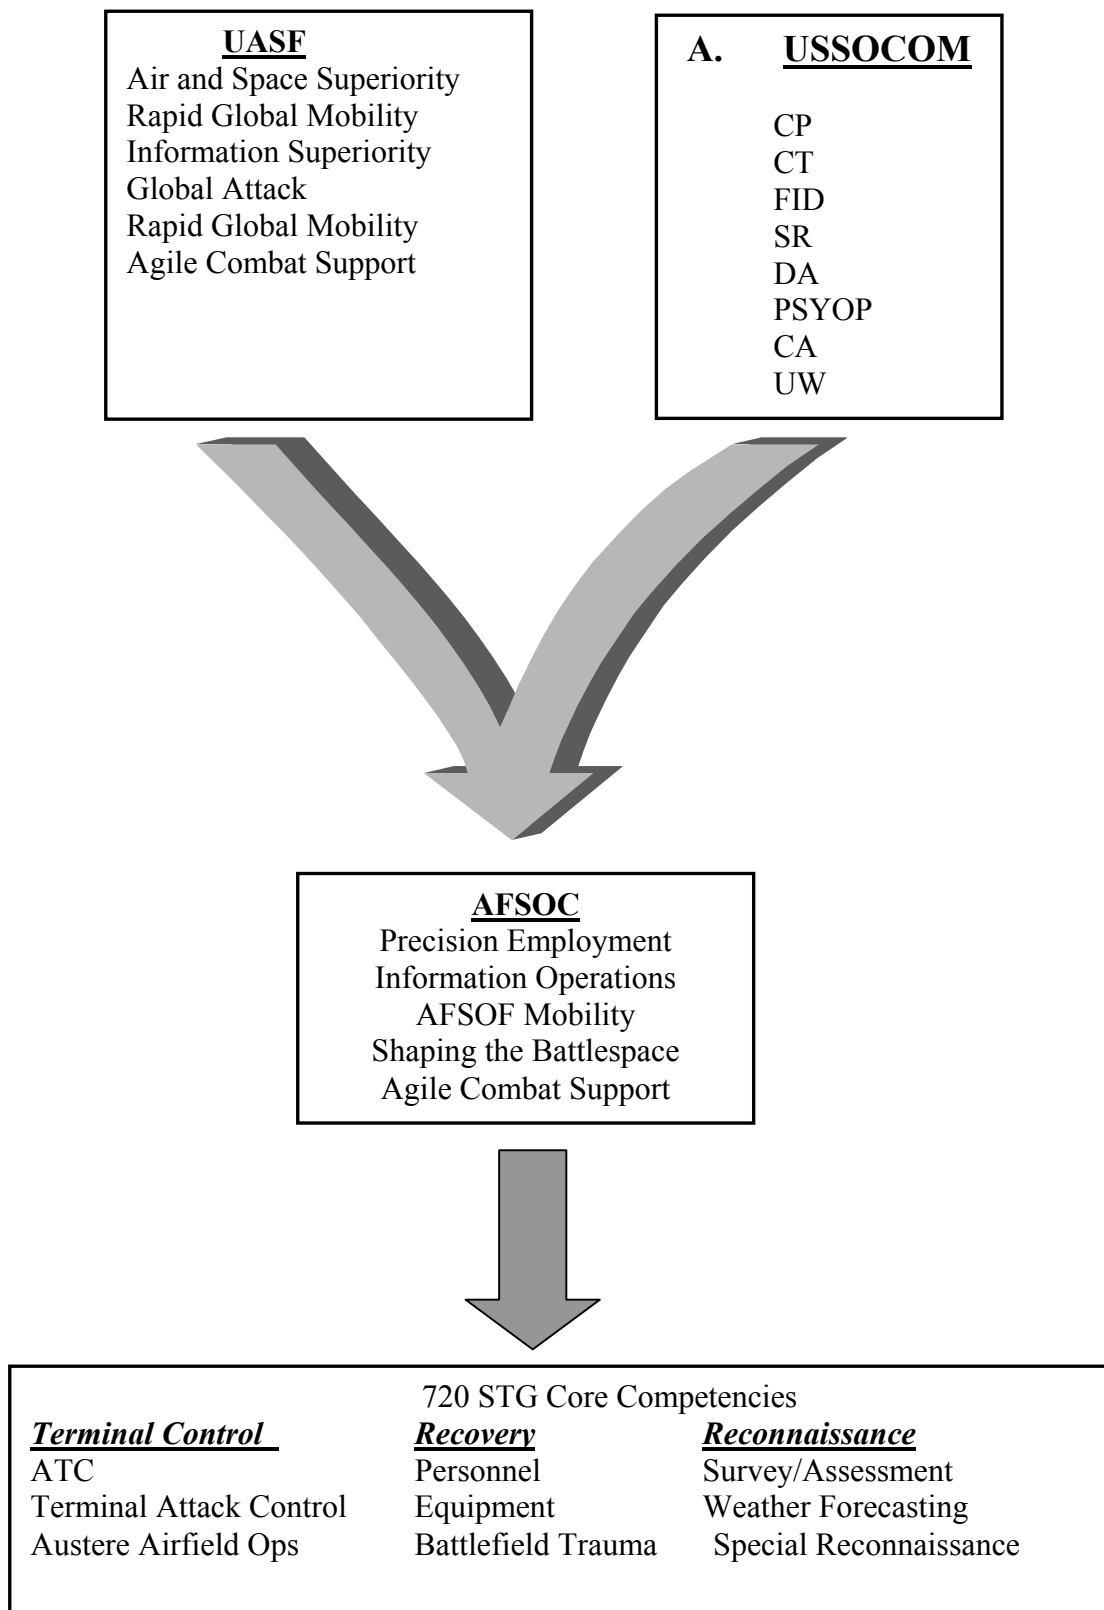 UASF
Air and Space Superiority
Rapid Global Mobility
Information Superiority
Global Attack
Rapid Global Mobility
Agile Combat Support
A. USSOCOM
CP
CT
FID
SR
DA
PSYOP
CA
UW
AFSOC
Precision Employment
Information Operations
AFSOF Mobility
Shaping the Battlespace
Agile Combat Support
720 STG Core Competencies
Terminal Control Recovery Reconnaissance
ATC Personnel Survey/Assessment
Terminal Attack Control Equipment Weather Forecasting
Austere Airfield Ops Battlefield Trauma Special Reconnaissance